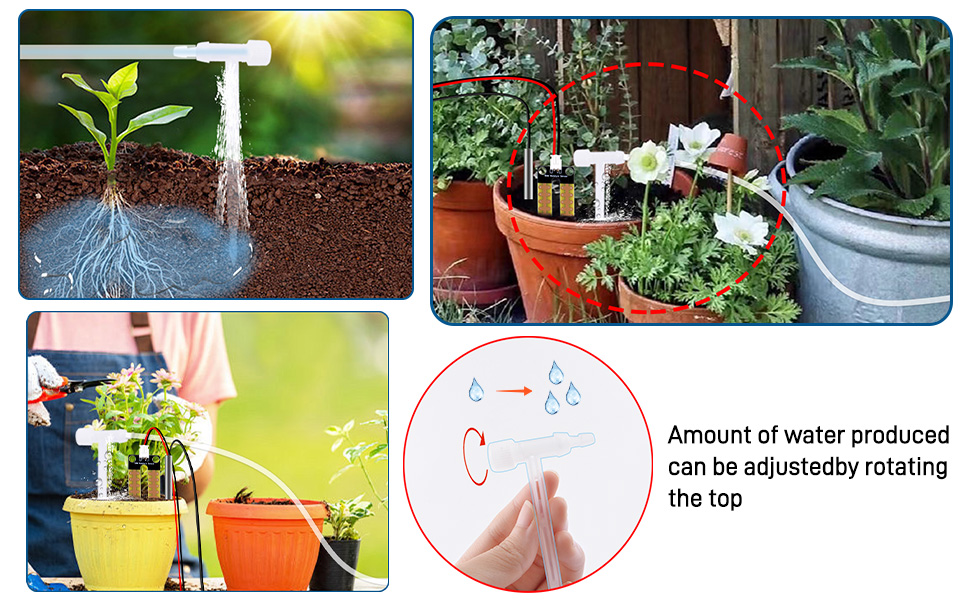 Amount of water produced
can be adjustedby rotating
the top